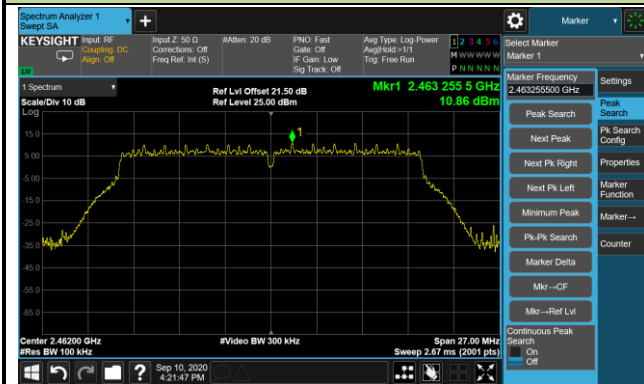 Spectrum Analyzer 1
Swept SA
Marker
KEYSIGHT
Input: RF
Coupling: DC
Align: Off
Input Z: 50 Ω
Corrections: Off
Freq Ref: Int (S)
#Atten: 20 dB
PNO: Fast
Gate: Off
IF Gain: Low
Sig Track: Off
Avg Type: Log-Power
Avg|Hold:>1/1
Trig: Free Run
1 2 3 4 5 6
M W W W W W
P N N N N N
LNI
Select Marker
Marker 1
1 Spectrum
Scale/Div 10 dB
Log
Ref Lvl Offset 21.50 dB
Ref Level 25.00 dBm
Mkr1 2.463 255 5 GHz
10.86 dBm
1
15.0
5.00
-5.00
-15.0
-25.0
-35.0
-45.0
-55.0
-65.0
Center 2.46200 GHz
#Res BW 100 kHz
#Video BW 300 kHz
Span 27.00 MHz
Sweep 2.67 ms (2001 pts)
Marker Frequency
2.463255500 GHz
Peak Search
Next Peak
Next Pk Right
Next Pk Left
Minimum Peak
Pk-Pk Search
Marker Delta
Mkr→CF
Mkr→Ref Lvl
Continuous Peak
Search
On
Off
Settings
Peak
Search
Pk Search
Config
Properties
Marker
Function
Marker→
Counter
?
Sep 10, 2020
4:21:47 PM